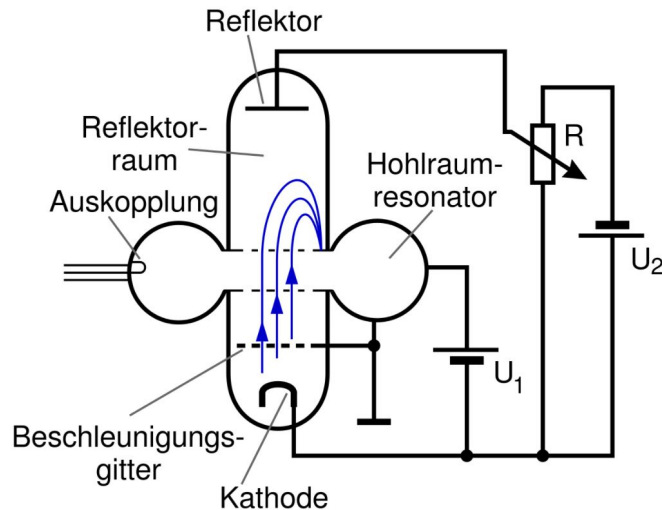 Reflektor
Reflektor-
raum
Auskopplung
Hohlraum-
resonator
R
U2
U1
Beschleunigungs-
gitter
Kathode